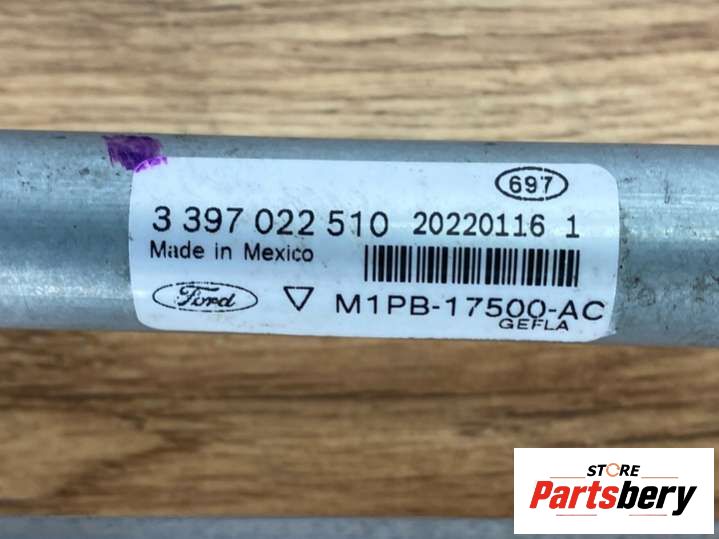 697
3 397 022 510 20220116 1
Made in Mexico
Ford M1PB-17500-AC
GEFLA
STORE
Partsbery